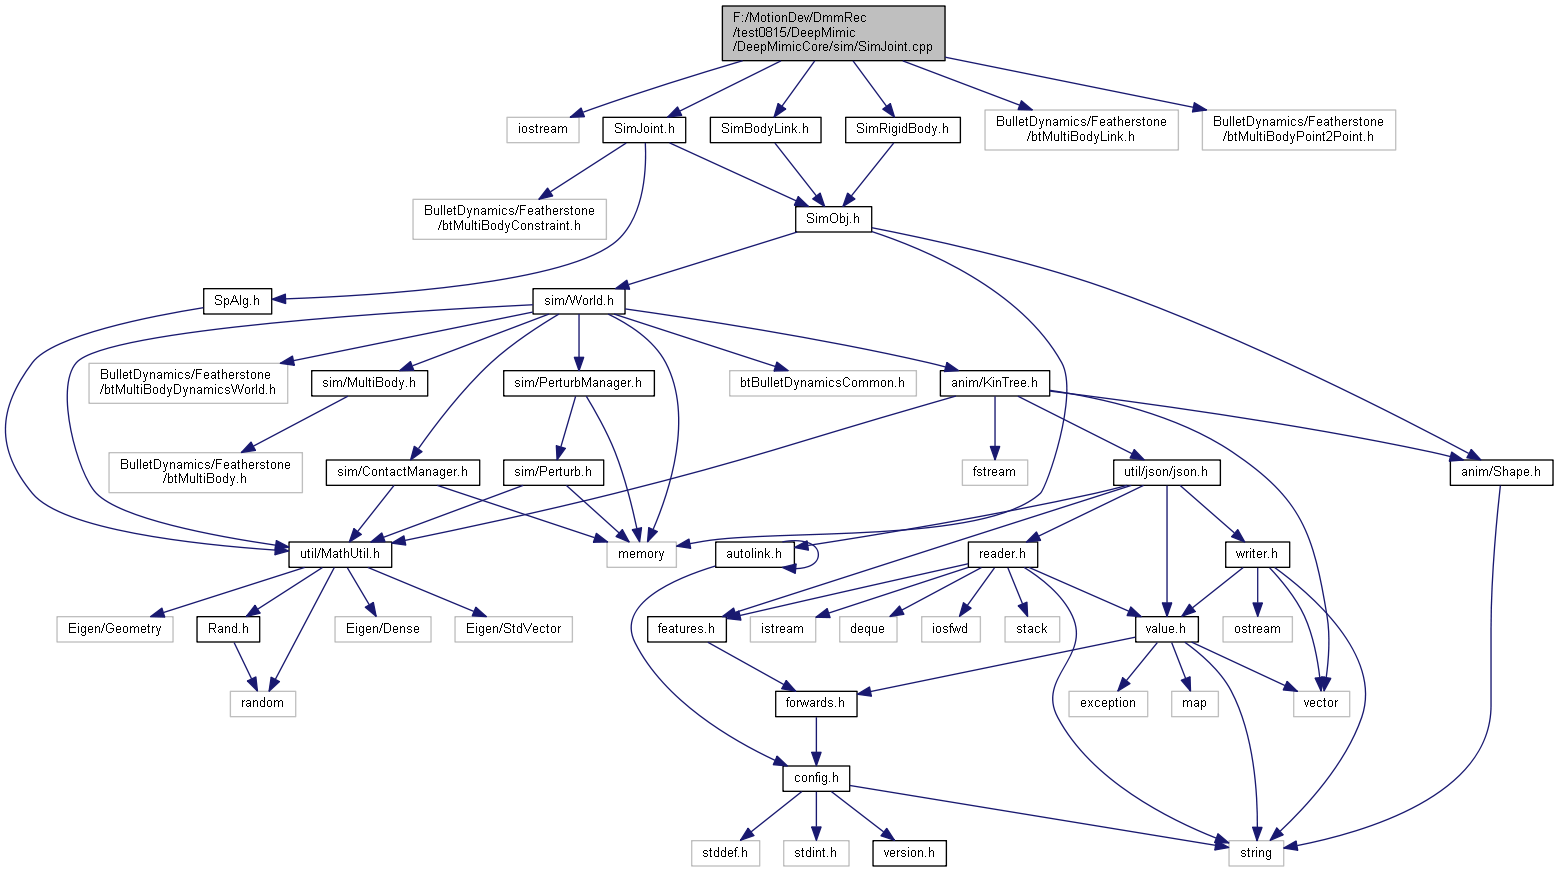 F:/MotionDev/DmmRec
/test0815/DeepMimic
/DeepMimicCore/sim/SimJoint.cpp
iostream
SimJoint.h
SimBodyLink.h
SimRigidBody.h
BulletDynamics/Featherstone
/btMultiBodyLink.h
BulletDynamics/Featherstone
/btMultiBodyPoint2Point.h
BulletDynamics/Featherstone
/btMultiBodyConstraint.h
SimObj.h
SpAlg.h
sim/World.h
BulletDynamics/Featherstone
/btMultiBodyDynamicsWorld.h
sim/MultiBody.h
sim/PerturbManager.h
btBulletDynamicsCommon.h
anim/KinTree.h
BulletDynamics/Featherstone
/btMultiBody.h
sim/ContactManager.h
sim/Perturb.h
fstream
util/json/json.h
anim/Shape.h
util/MathUtil.h
memory
autolink.h
reader.h
writer.h
Eigen/Geometry
Rand.h
Eigen/Dense
Eigen/StdVector
features.h
istream
deque
iosfwd
stack
value.h
ostream
random
forwards.h
exception
map
vector
config.h
stddef.h
stdint.h
version.h
string